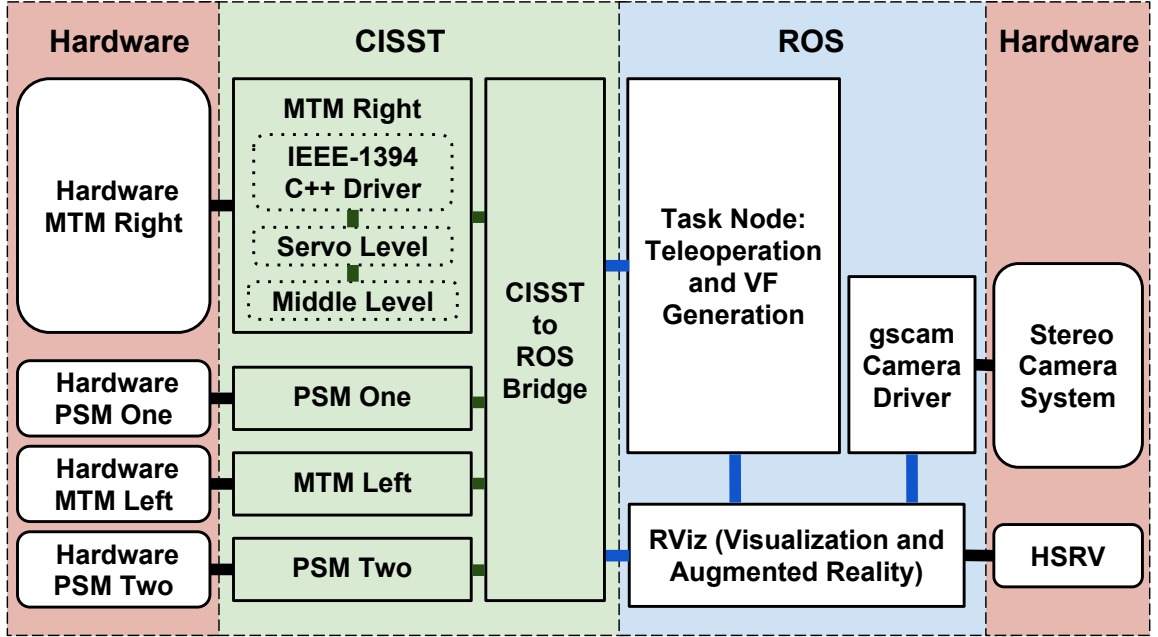 Hardware
CISST
ROS
Hardware
Hardware
MTM Right
MTM Right
IEEE-1394
C++ Driver
Servo Level
Middle Level
CISST
to
ROS
Bridge
Task Node:
Teleoperation
and VF
Generation
gscam
Camera
Driver
Stereo
Camera
System
Hardware
PSM One
PSM One
Hardware
MTM Left
MTM Left
Hardware
PSM Two
PSM Two
RViz (Visualization and
Augmented Reality)
HSRV